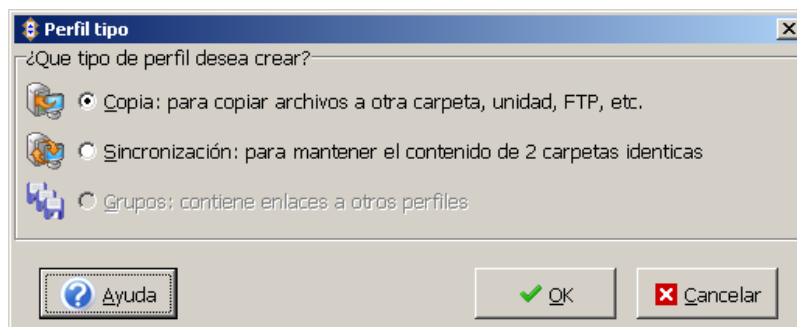 Perfil tipo
¿Que tipo de perfil desea crear?
Copia: para copiar archivos a otra carpeta, unidad, FTP, etc.
Sincronización: para mantener el contenido de 2 carpetas identicas
Grupos: contiene enlaces a otros perfiles
Ayuda
OK
Cancelar